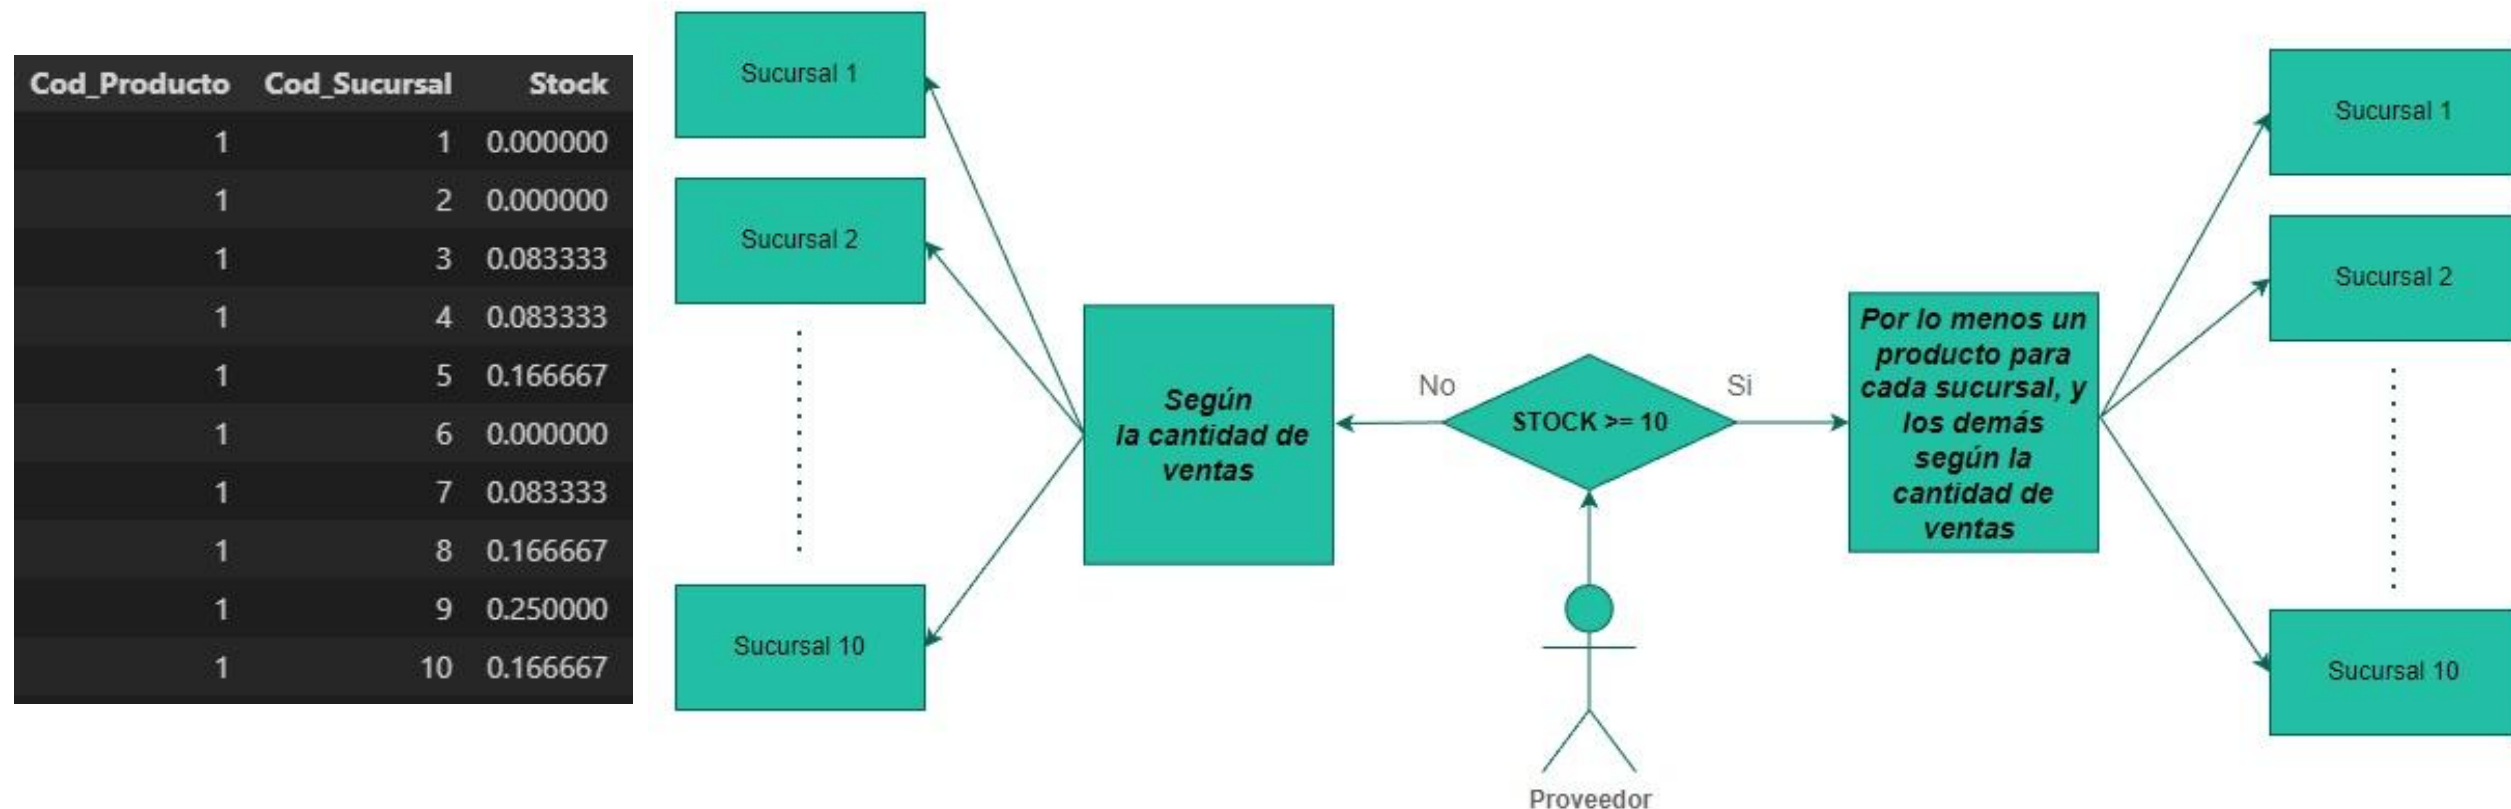 Cod_Producto Cod_Sucursal Stock
1 1 0.000000
1 2 0.000000
1 3 0.083333
1 4 0.083333
1 5 0.166667
1 6 0.000000
1 7 0.083333
1 8 0.166667
1 9 0.250000
1 10 0.166667
Sucursal 1
Sucursal 2
Sucursal 10
Según
la cantidad de
ventas
No
STOCK >= 10
Si
Proveedor
Por lo menos un
producto para
cada sucursal, y
los demás
según la
cantidad de
ventas
Sucursal 1
Sucursal 2
Sucursal 10